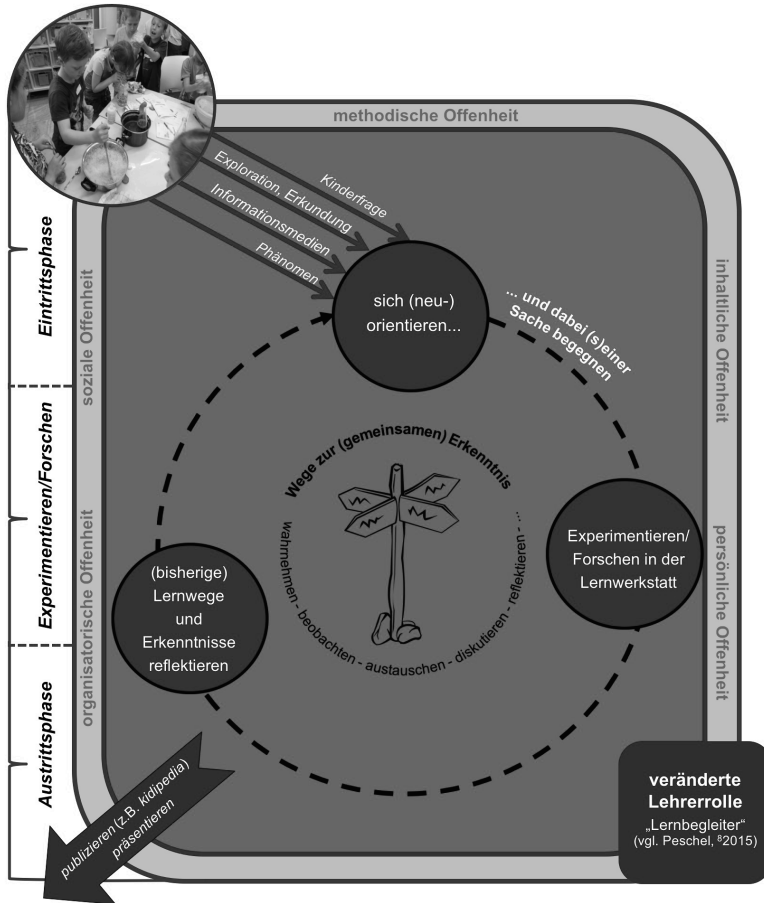 methodische Offenheit
Kinderfrage
Exploration, Erkundung
Informationsmedien
Phänomen
Eintrittsphase
soziale Offenheit
inhaltliche Offenheit
sich (neu-)
orientieren...
... und dabei (s)einer
Sache begegnen
Experimentieren/Forschen
organisatorische Offenheit
persönliche Offenheit
Wege zur (gemeinsamen) Erkenntnis
wahrnehmen - beobachten - austauschen - diskutieren - reflektieren - ...
Experimentieren/
Forschen in der
Lernwerkstatt
(bisherige)
Lernwege
und
Erkenntnisse
reflektieren
Austrittsphase
publizieren (z.B. kidipedia)
präsentieren
veränderte
Lehrerrolle
„Lernbegleiter“
(vgl. Peschel, ⁸2015)